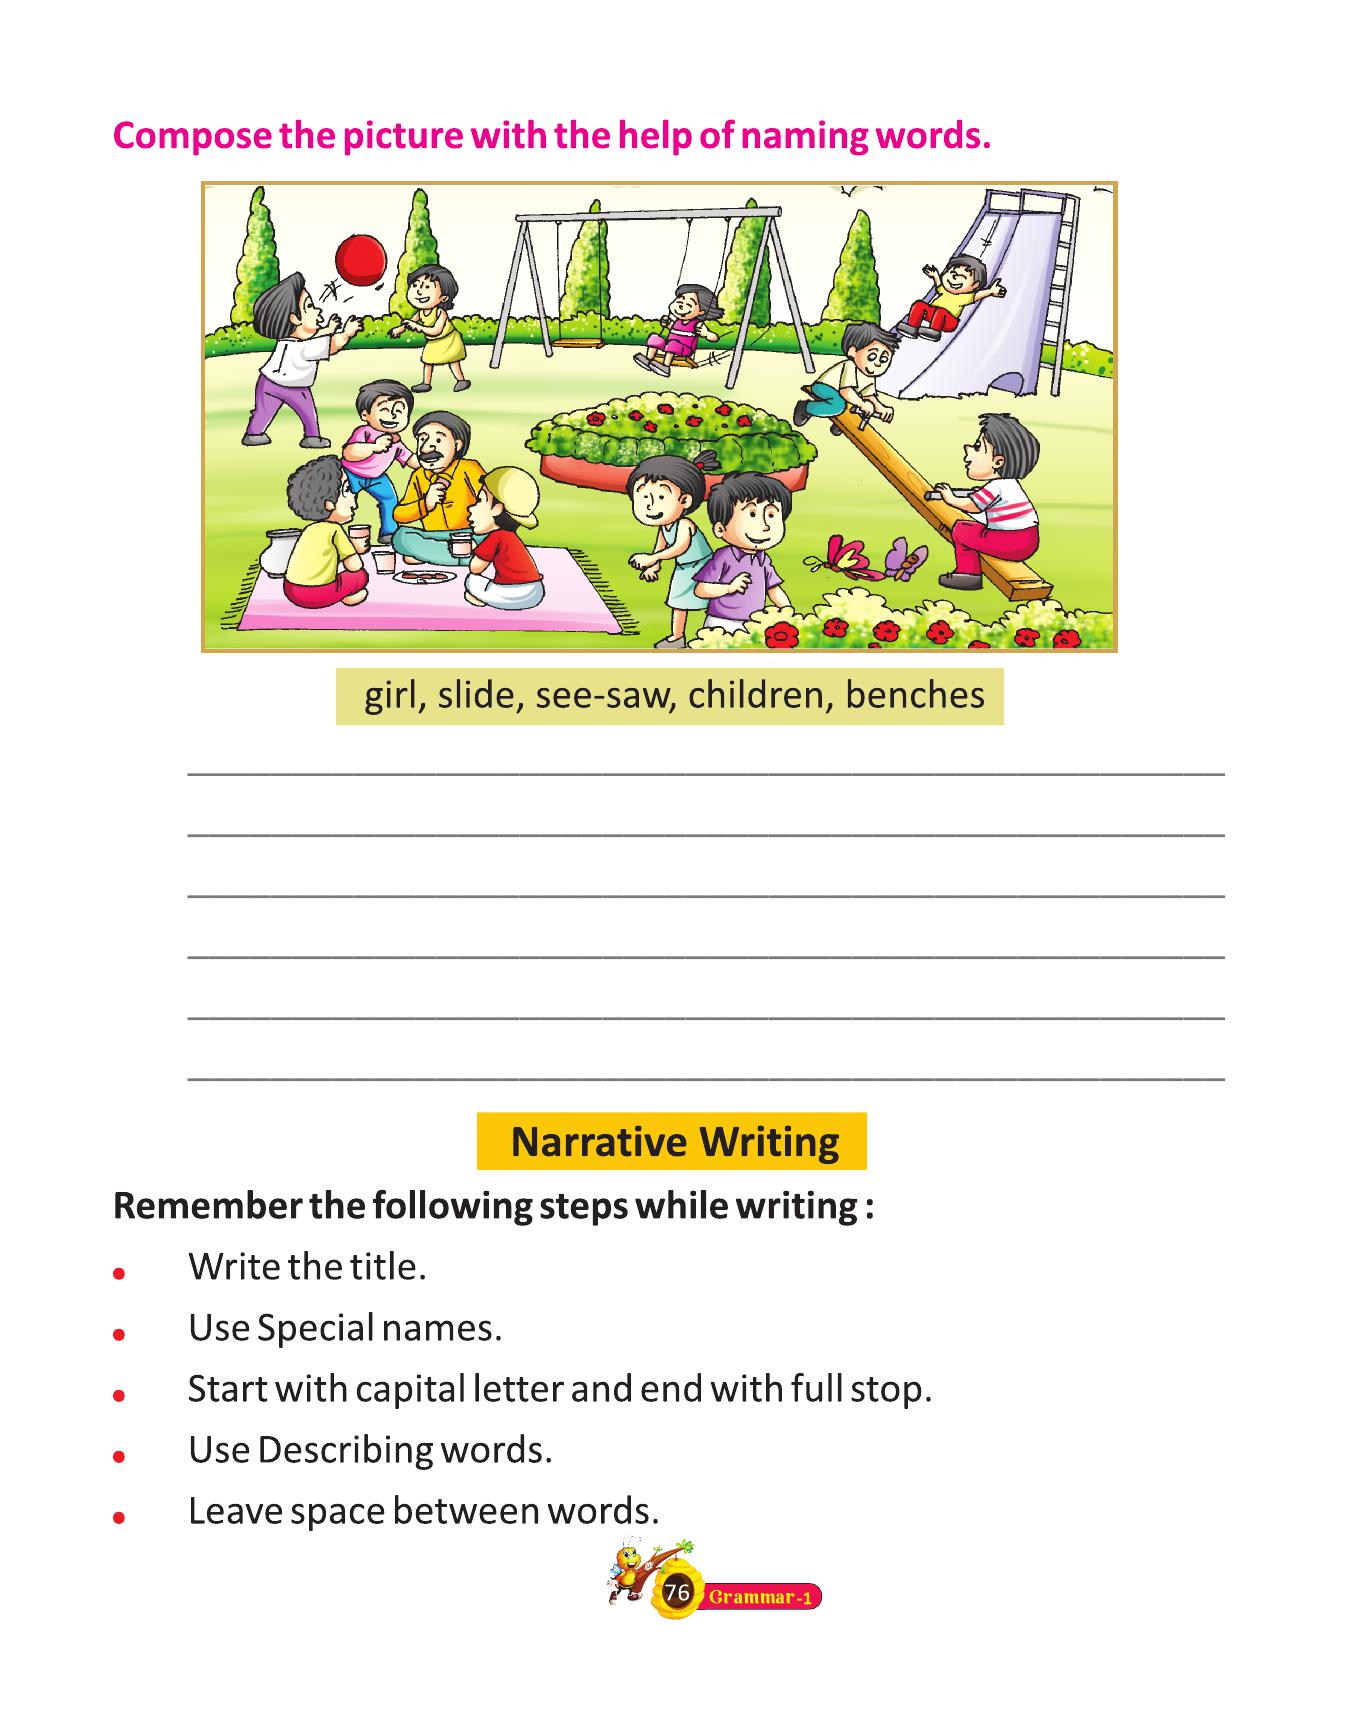 Compose the picture with the help of naming words.
girl, slide, see-saw, children, benches
Narrative Writing
Remember the following steps while writing :
• Write the title.
• Use Special names.
• Start with capital letter and end with full stop.
• Use Describing words.
• Leave space between words.
76 Grammar-1